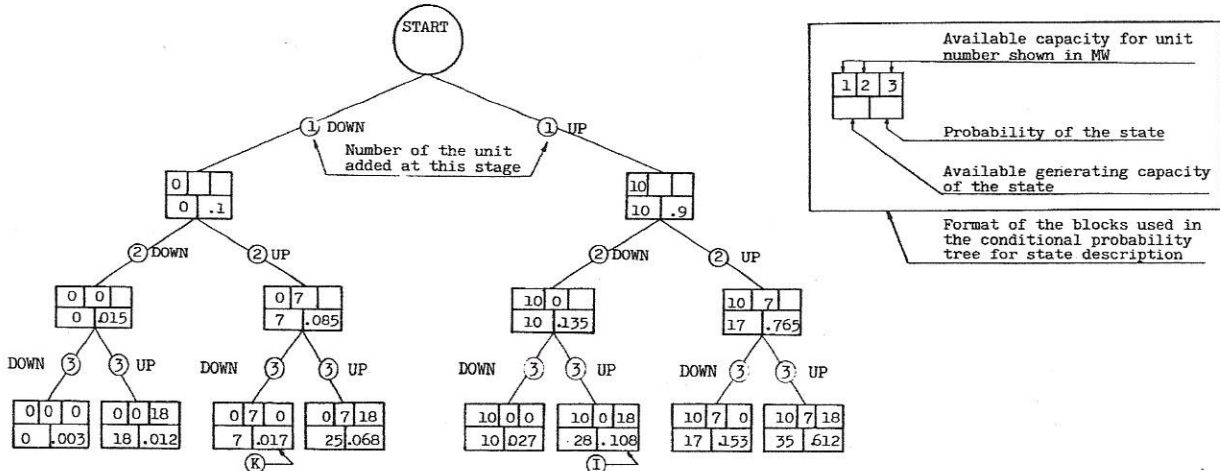 START
Available capacity for unit
number shown in MW
1 2 3
Probability of the state
Available generating capacity
of the state
Format of the blocks used in
the conditional probability
tree for state description
1 DOWN 1 UP
Number of the unit
added at this stage
0 10
0 .1 10 .9
2 DOWN 2 UP 2 DOWN 2 UP
0 0 0 7 10 0 10 7
0 .015 7 .085 10 .135 17 .765
DOWN 3 3 UP DOWN 3 3 UP DOWN 3 3 UP DOWN 3 3 UP
0 0 0 0 0 18 0 7 0 0 7 18 10 0 0 10 0 18 10 7 0 10 7 18
0 .003 18 .012 7 .017 25 .068 10 .027 28 .108 17 .153 35 .612
K I